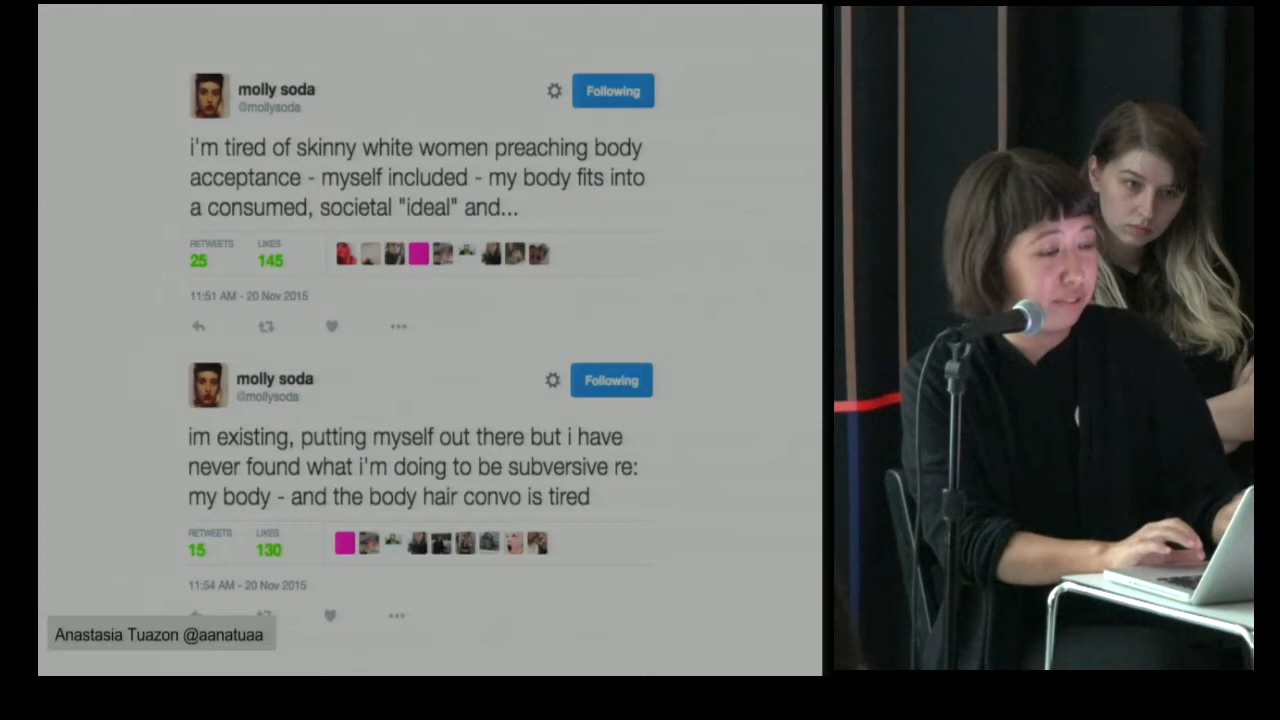 molly soda
Following
@mollysoda
i'm tired of skinny white women preaching body
acceptance - myself included - my body fits into
a consumed, societal "ideal" and...
RETWEETS LIKES
25 145
11:51 AM - 20 Nov 2015
molly soda
Following
@mollysoda
im existing, putting myself out there but i have
never found what i'm doing to be subversive re:
my body - and the body hair convo is tired
RETWEETS LIKES
15 130
11:54 AM - 20 Nov 2015
Anastasia Tuazon @aanatuaa